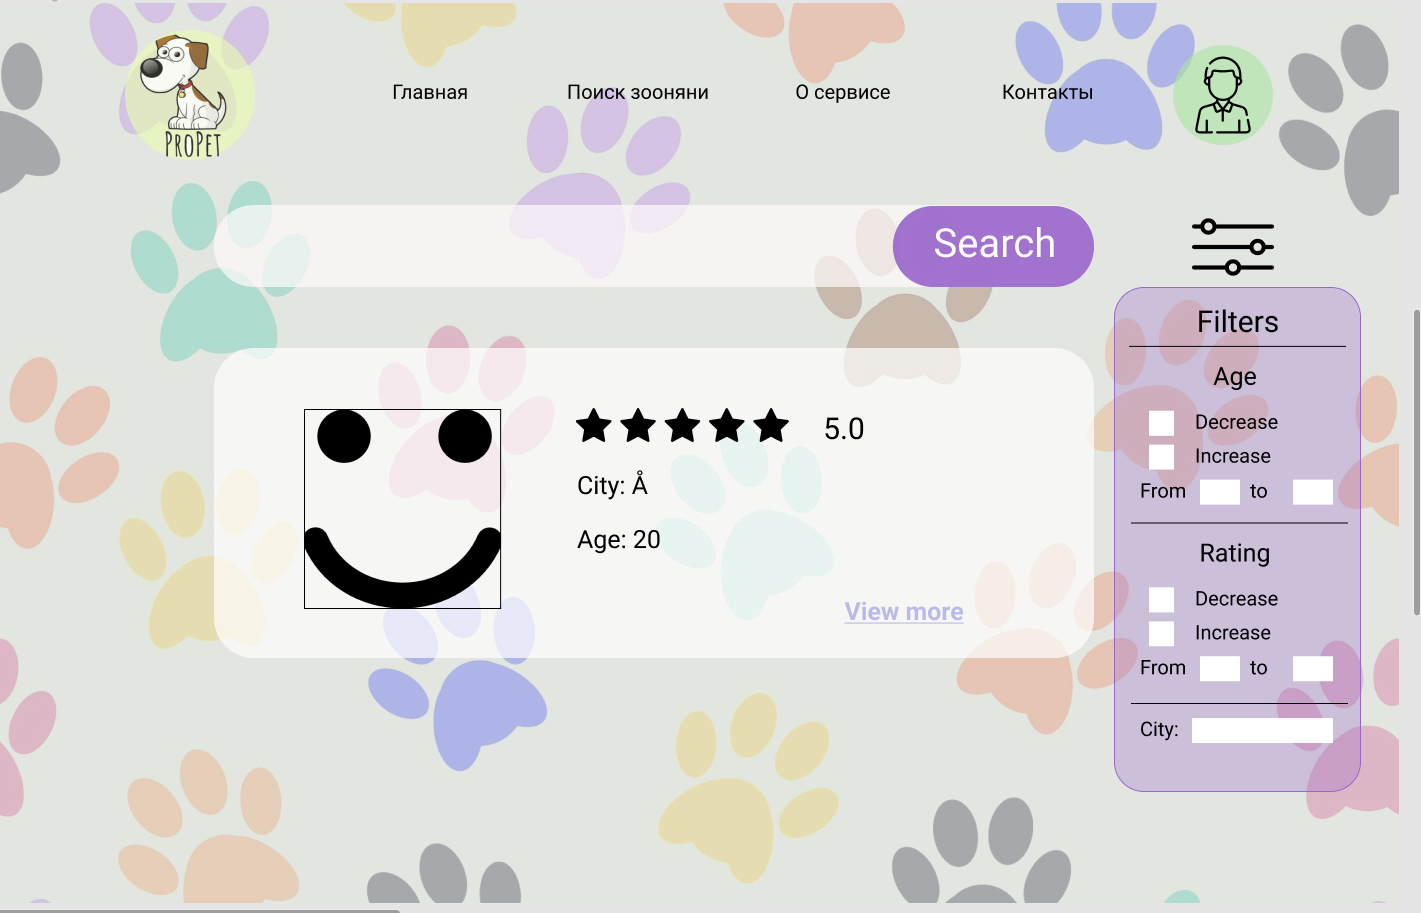 PROPET
Главная
Поиск зооняни
О сервисе
Контакты
Search
Filters
Age
Decrease
Increase
From to
Rating
Decrease
Increase
From to
City:
5.0
City: Å
Age: 20
View more